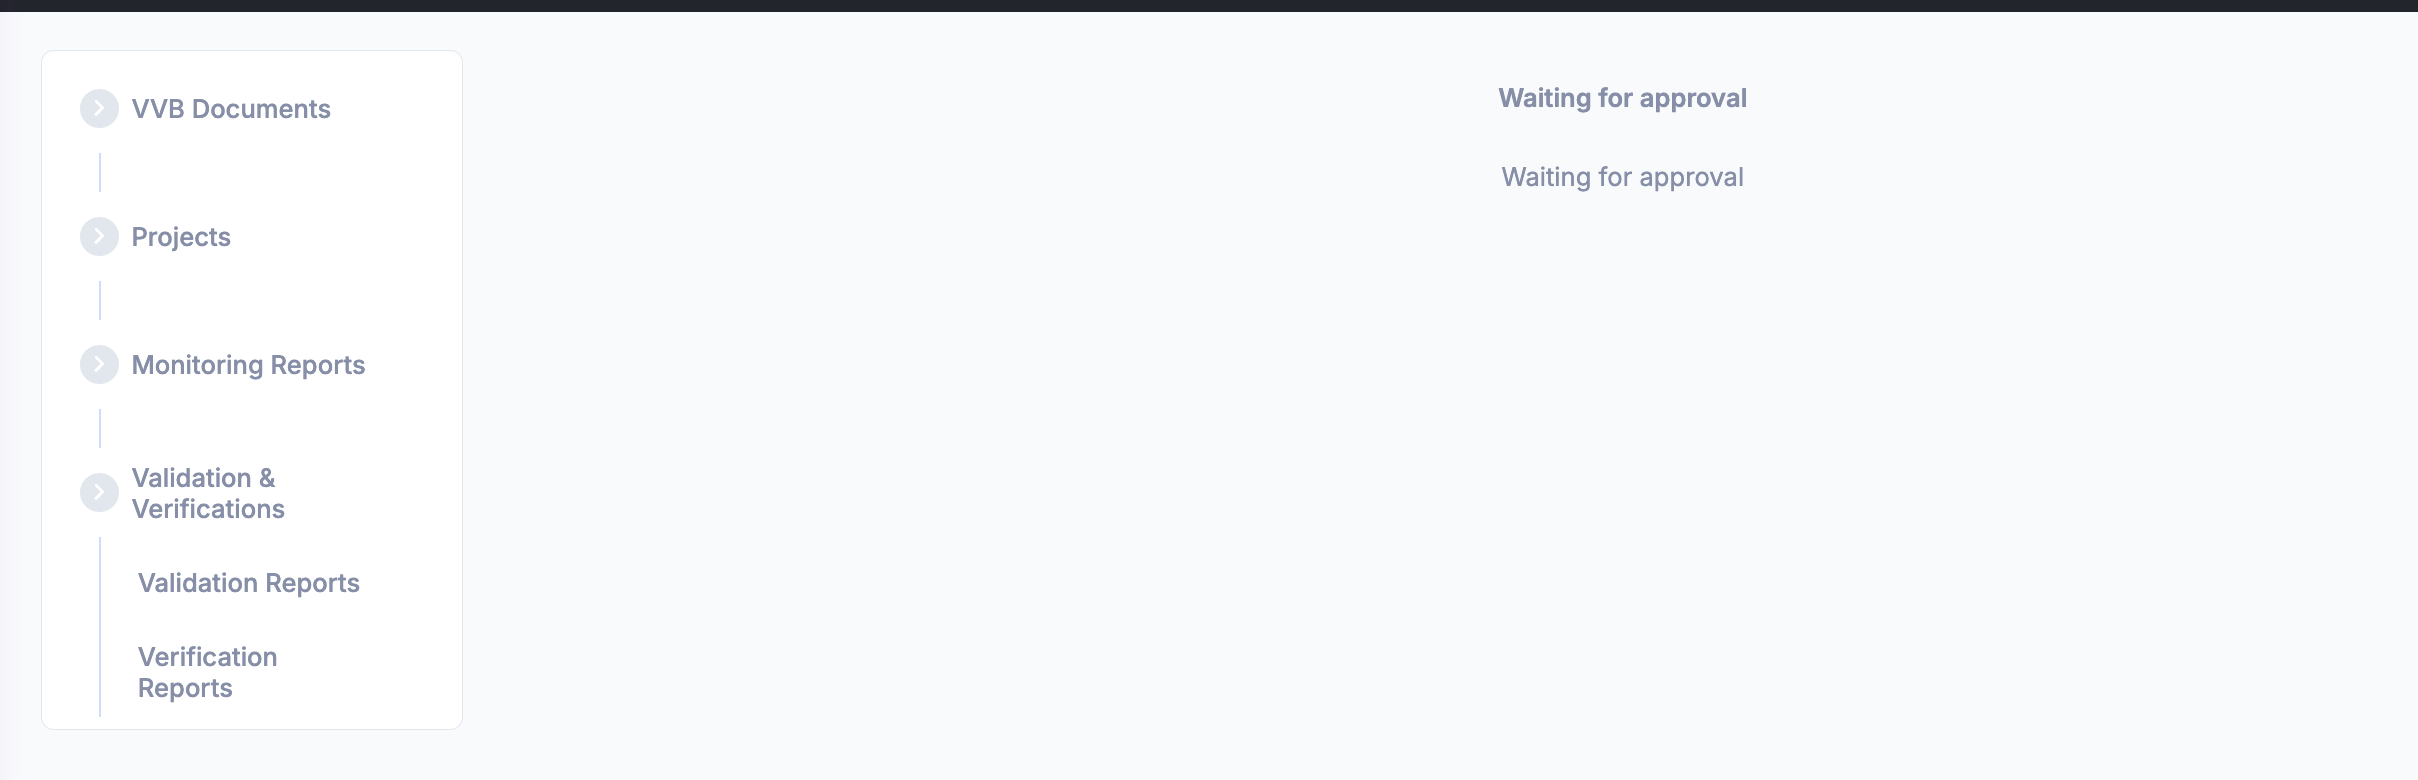 VVB Documents
Projects
Monitoring Reports
Validation &
Verifications
Validation Reports
Verification
Reports
Waiting for approval
Waiting for approval